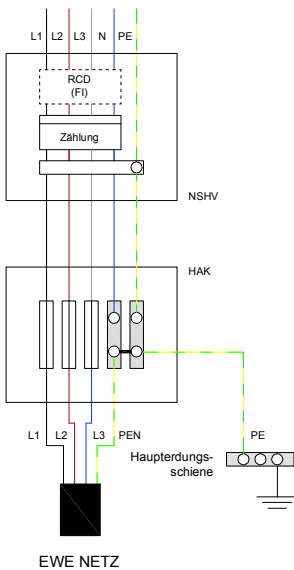 L1 L2 L3 N PE
RCD
(FI)
Zählung
NSHV
HAK
L1 L2 L3 PEN
PE
Haupterdungs-
schiene
EWE NETZ